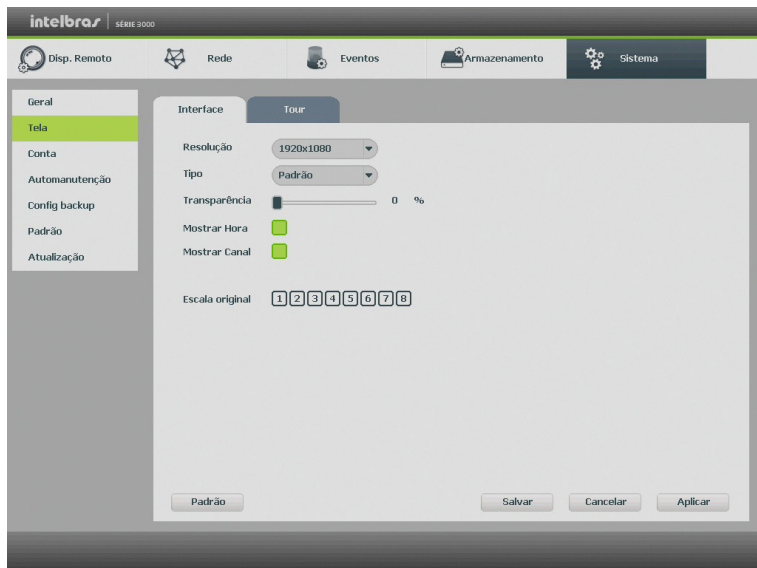 intelbras SÉRIE 3000
Disp. Remoto Rede Eventos Armazenamento Sistema
Geral
Tela
Conta
Automanutenção
Config backup
Padrão
Atualização
Interface Tour
Resolução 1920x1080
Tipo Padrão
Transparência 0 %
Mostrar Hora
Mostrar Canal
Escala original 1 2 3 4 5 6 7 8
Padrão Salvar Cancelar Aplicar